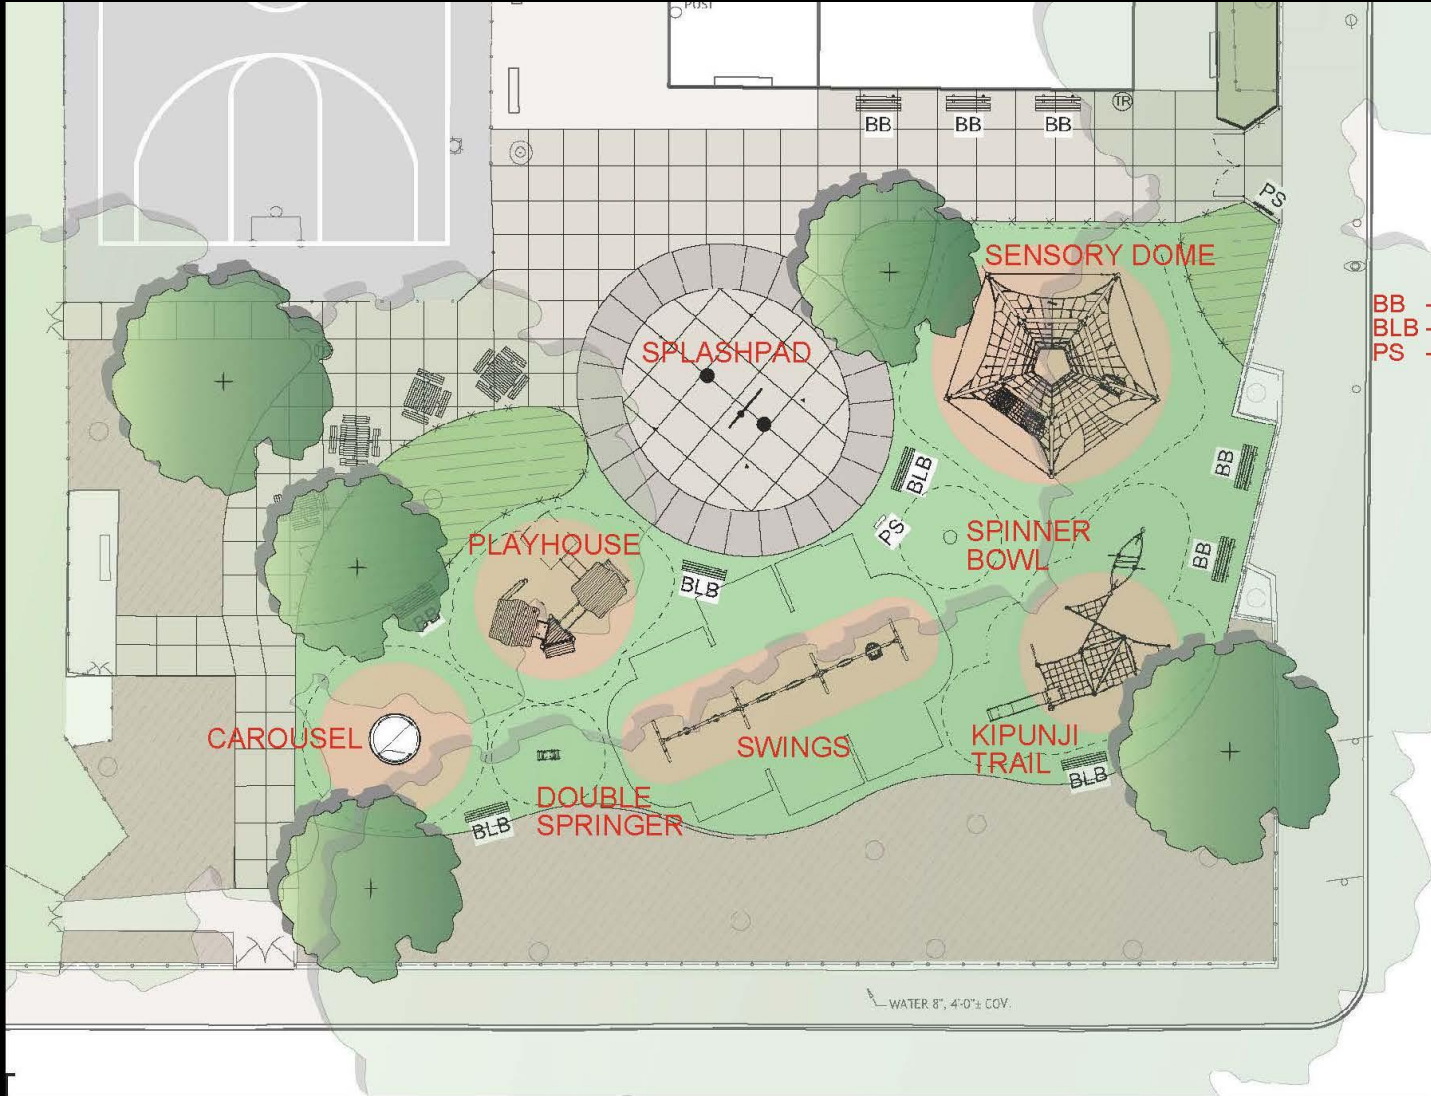 POST
TR
BB
BB
BB
PS
SENSORY DOME
BB -
BLB -
PS -
SPLASHPAD
BLB
BB
PS
SPINNER
BOWL
PLAYHOUSE
BB
BLB
BB
CAROUSEL
SWINGS
KIPUNJI
TRAIL
BLB
DOUBLE
SPRINGER
BLB
WATER 8", 4'-0"± COV.